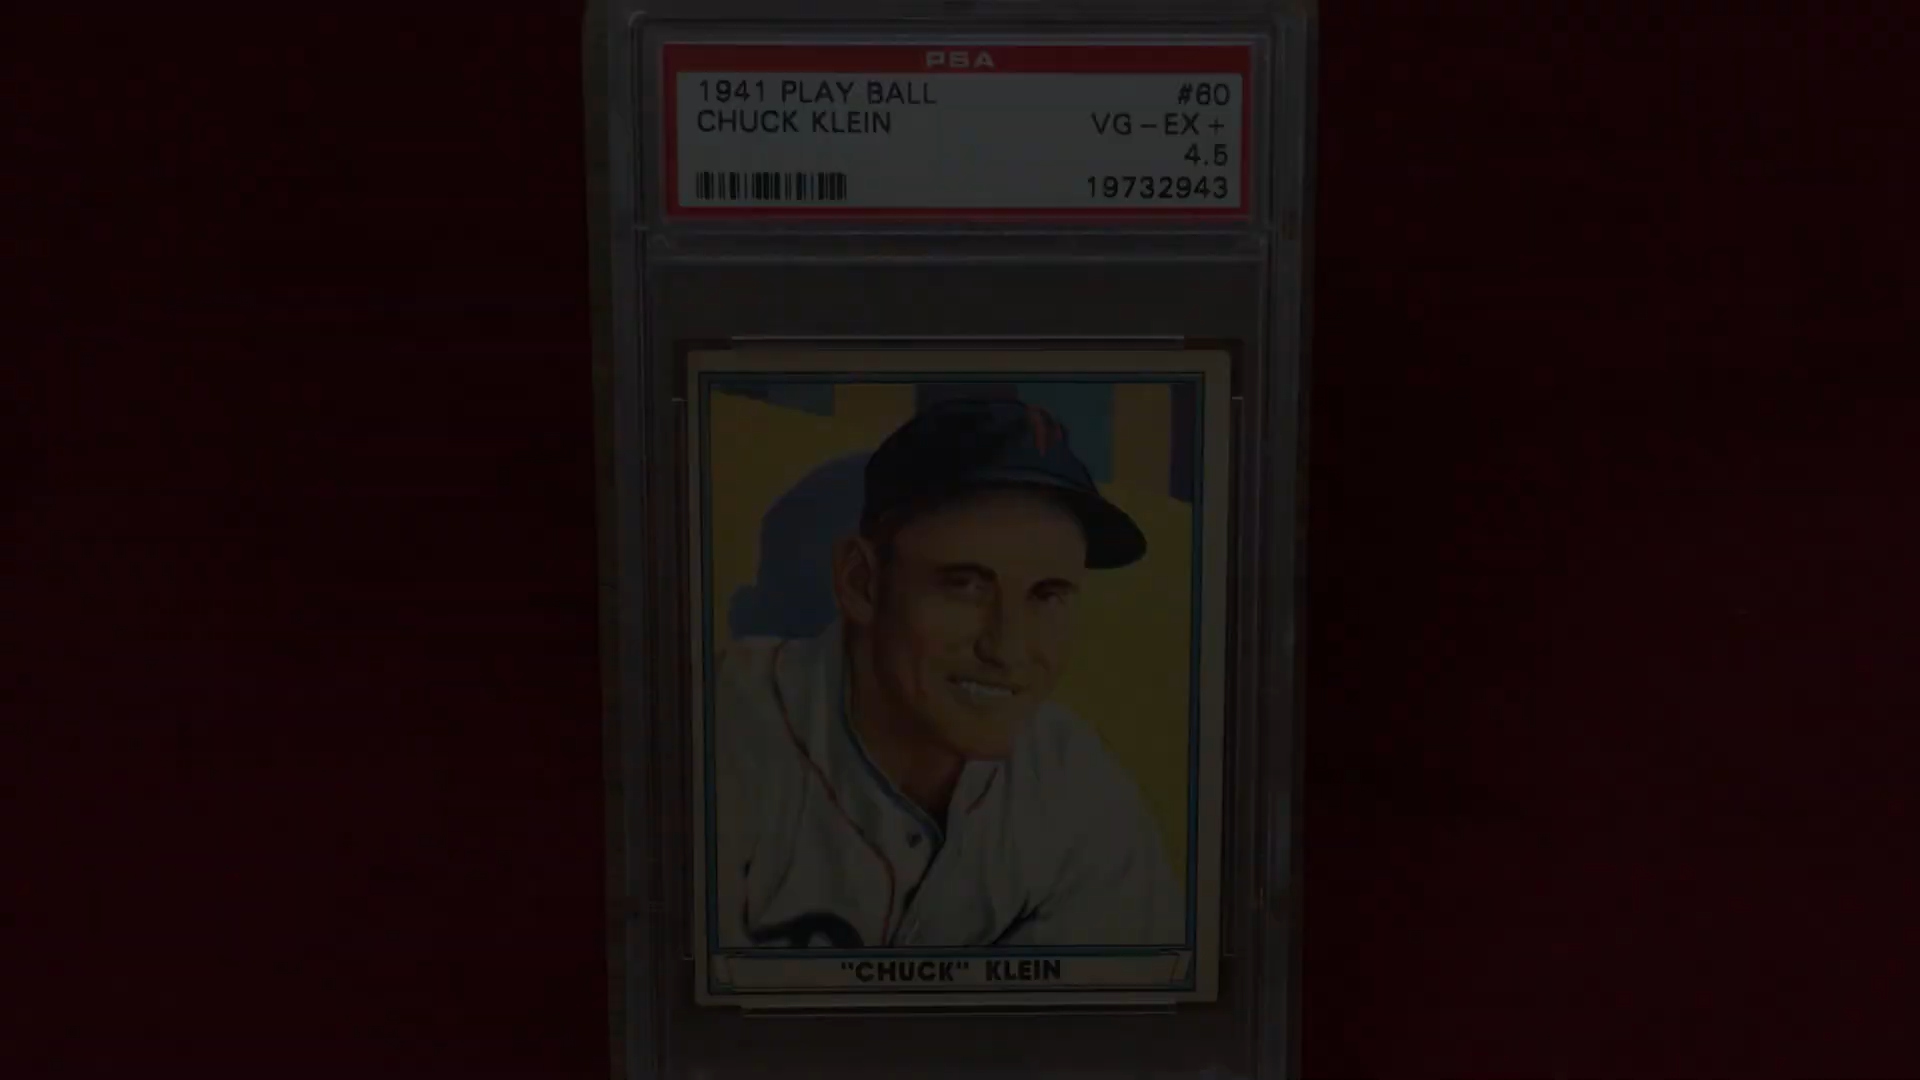 PSA
1941 PLAY BALL #60
CHUCK KLEIN VG-EX+
4.5
19732943
"CHUCK" KLEIN